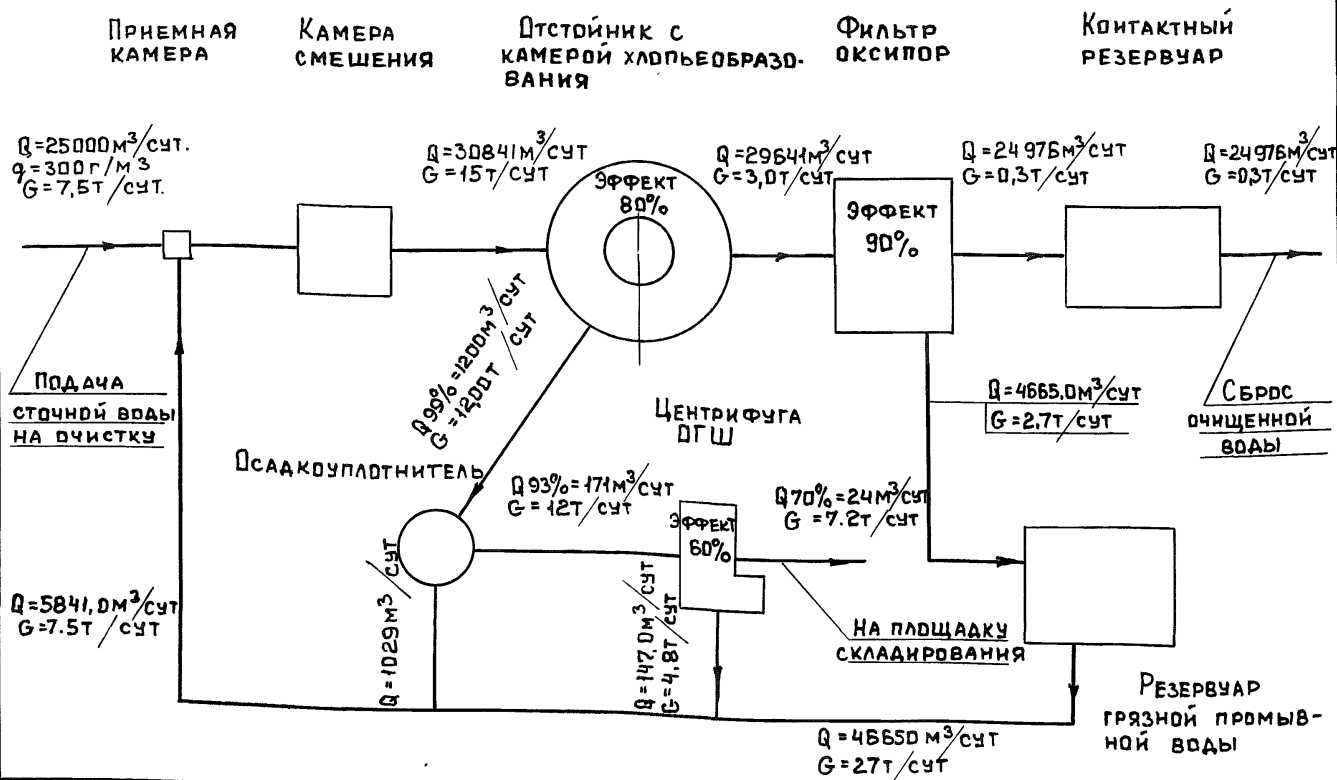 Приемная
камера
Камера
смешения
Отстойник с
камерой хлопьеобразо-
вания
Фильтр
оксипор
Контактный
резервуар
Q=25000м³/сут.
q=300г/м3
G=7,5т/сут.
Q=30841м³/сут
G=15т/сут
Эффект
80%
Q=29641м³/сут
G=3,0т/сут
Эффект
90%
Q=24976м³/сут
G=0,3т/сут
Q=24976м³/сут
G=0,3т/сут
Подача
сточной воды
на очистку
Q99%=1200м³/сут
G=12,00т/сут
Центрифуга
ОГШ
Q=4665,0м³/сут
G=2,7т/сут
Сброс
очищенной
воды
Осадкоуплотнитель
Q93%=171м³/сут
G=12т/сут
Эффект
60%
Q70%=24м³/сут
G=7.2т/сут
Q=5841,0м³/сут
G=7.5т/сут
Q=1029м³/сут
Q=147,0м³/сут
G=4,8т/сут
На площадку
складирования
Резервуар
грязной промыв-
ной воды
Q=46650м³/сут
G=27т/сут